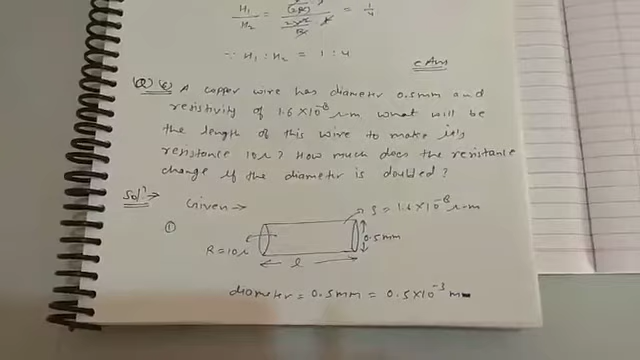 H₁/H₂ = = 1/4
∵ H₁ : H₂ = 1 : 4
Ans
(Q) A copper wire has diameter 0.5mm and
resistivity of 1.6 × 10⁻⁸ Ωm what will be
the length of this wire to make it's
resistance 10Ω? How much does the resistance
change if the diameter is doubled?
Solⁿ→ Given →
① ρ = 1.6 × 10⁻⁸ Ω-m
0.5mm
R = 10Ω
l
diameter = 0.5mm = 0.5 × 10⁻³ m